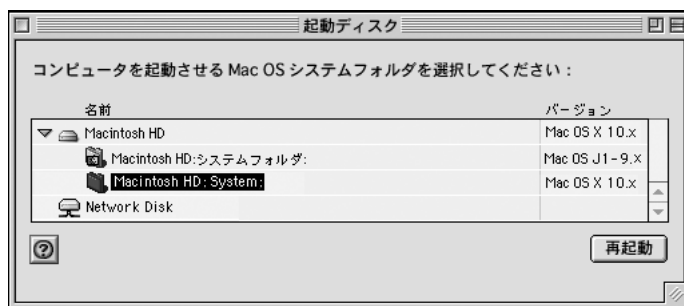 起動ディスク
コンピュータを起動させる Mac OS システムフォルダを選択してください：
名前 バージョン
Macintosh HD Mac OS X 10.x
Macintosh HD:システムフォルダ: Mac OS J1-9.x
Macintosh HD:System: Mac OS X 10.x
Network Disk
? 再起動